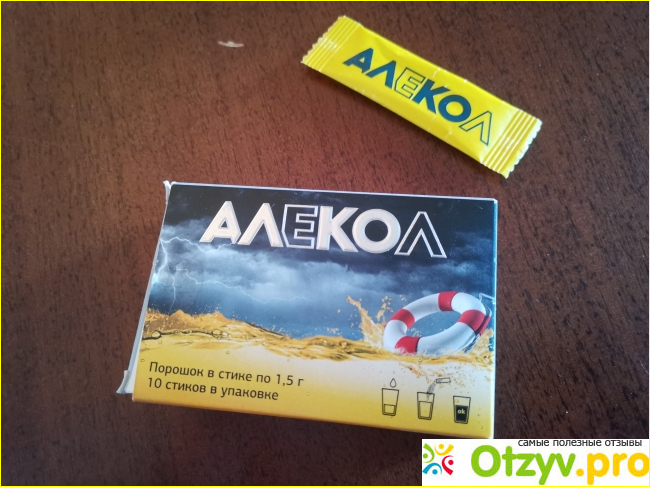 АЛЕКОЛ
АЛЕКОЛ
Порошок в стике по 1,5 г
10 стиков в упаковке
ok
самые полезные отзывы
Otzyv.pro